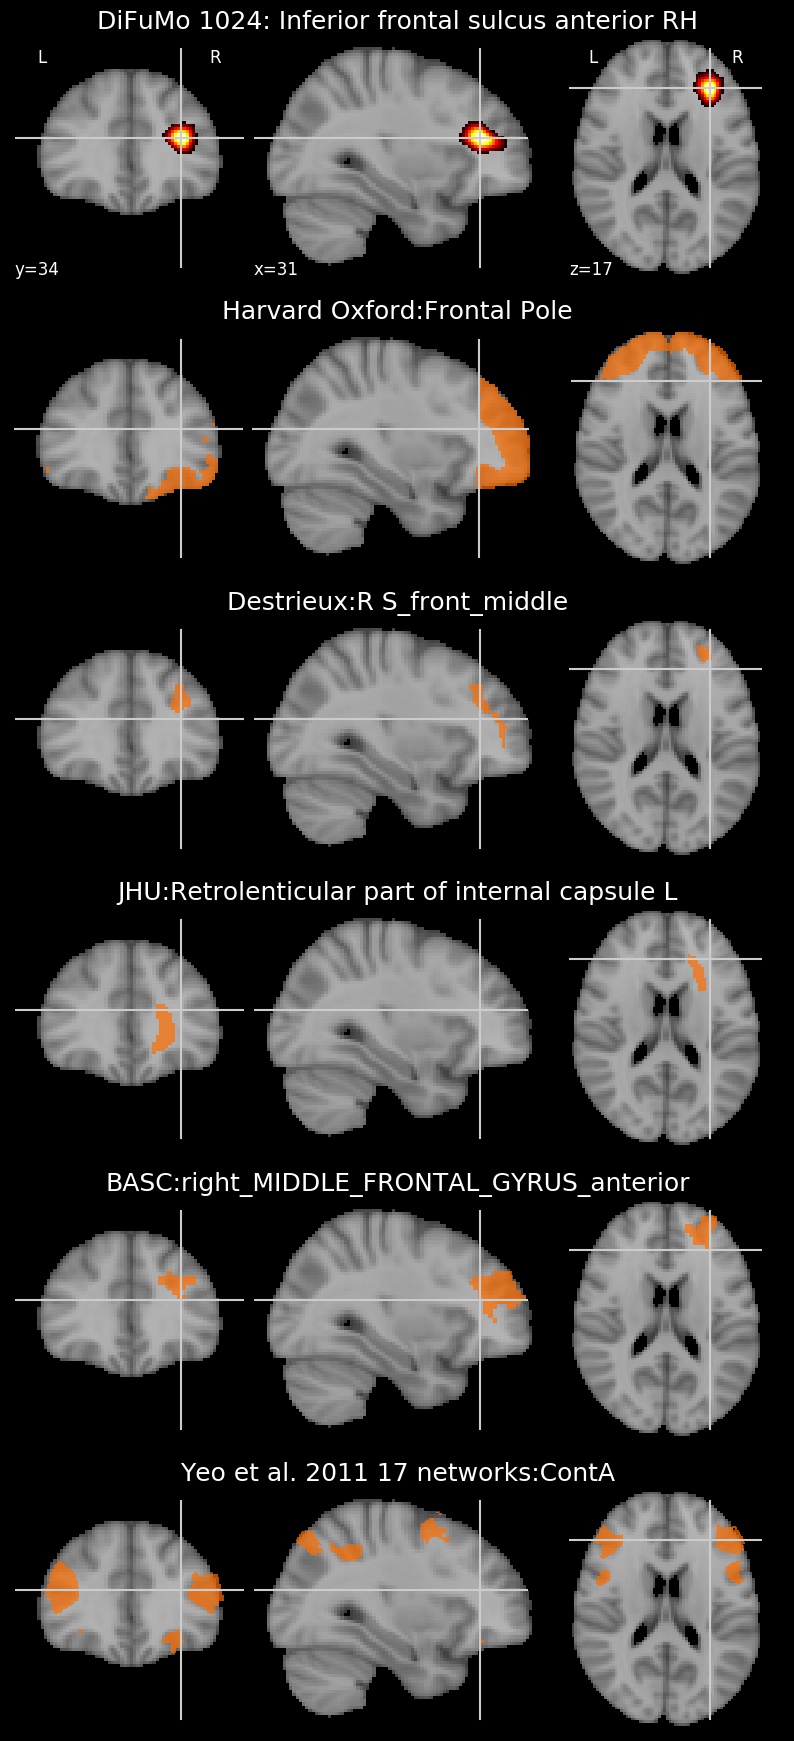 DiFuMo 1024: Inferior frontal sulcus anterior RH
L R L R
y=34 x=31 z=17
Harvard Oxford:Frontal Pole
Destrieux:R S_front_middle
JHU:Retrolenticular part of internal capsule L
BASC:right_MIDDLE_FRONTAL_GYRUS_anterior
Yeo et al. 2011 17 networks:ContA